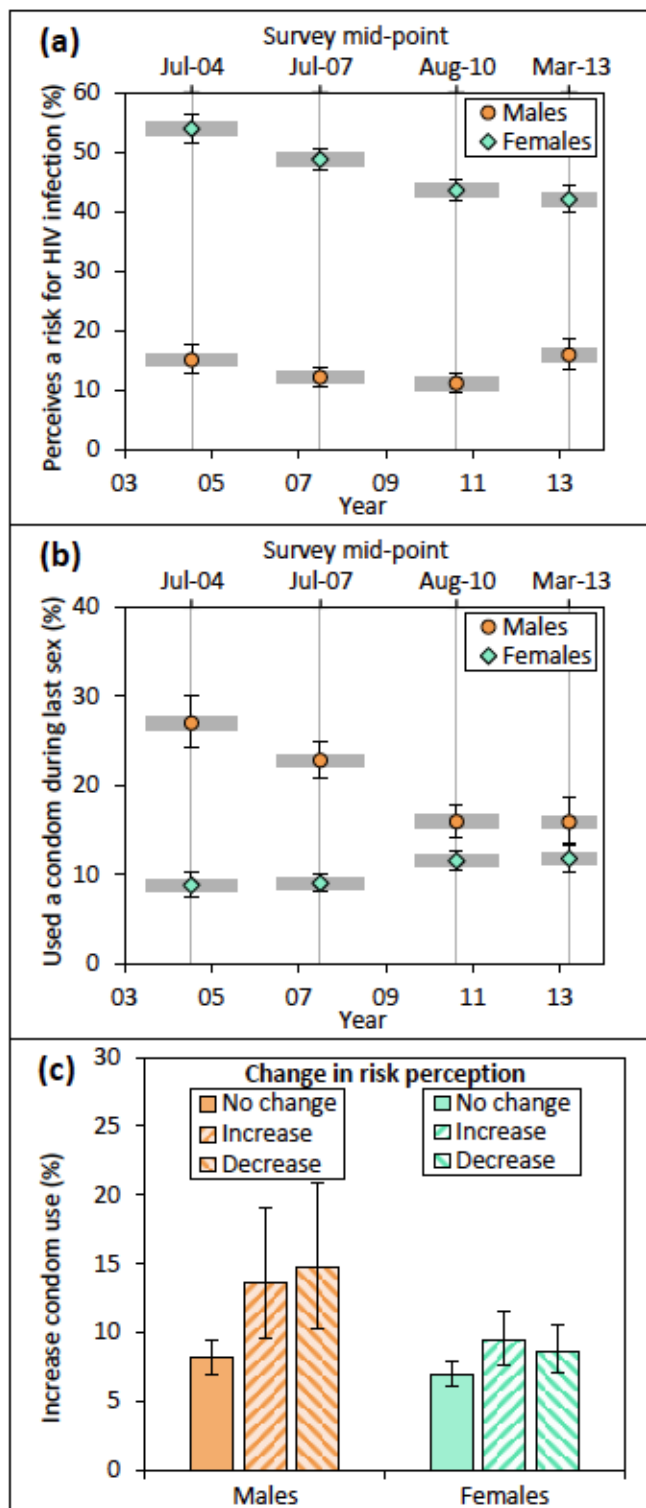 (a)
Survey mid-point
Jul-04 Jul-07 Aug-10 Mar-13
Perceives a risk for HIV infection (%)
60
50
40
30
20
10
0
Males
Females
03 05 07 09 11 13
Year
(b)
Survey mid-point
Jul-04 Jul-07 Aug-10 Mar-13
Used a condom during last sex (%)
40
30
20
10
0
Males
Females
03 05 07 09 11 13
Year
(c)
Change in risk perception
Increase condom use (%)
30
25
20
15
10
5
0
No change
Increase
Decrease
No change
Increase
Decrease
Males Females